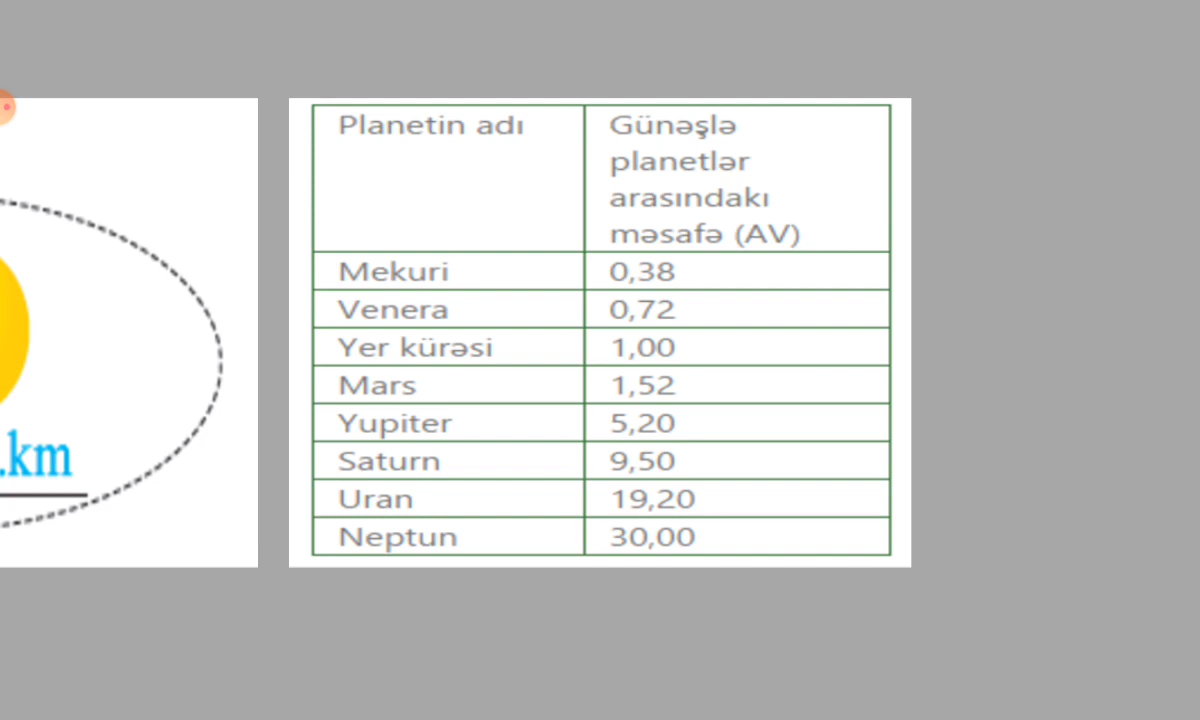 .km
Planetin adı
Günəşlə
planetlər
arasındakı
məsafə (AV)
Mekuri 0,38
Venera 0,72
Yer kürəsi 1,00
Mars 1,52
Yupiter 5,20
Saturn 9,50
Uran 19,20
Neptun 30,00